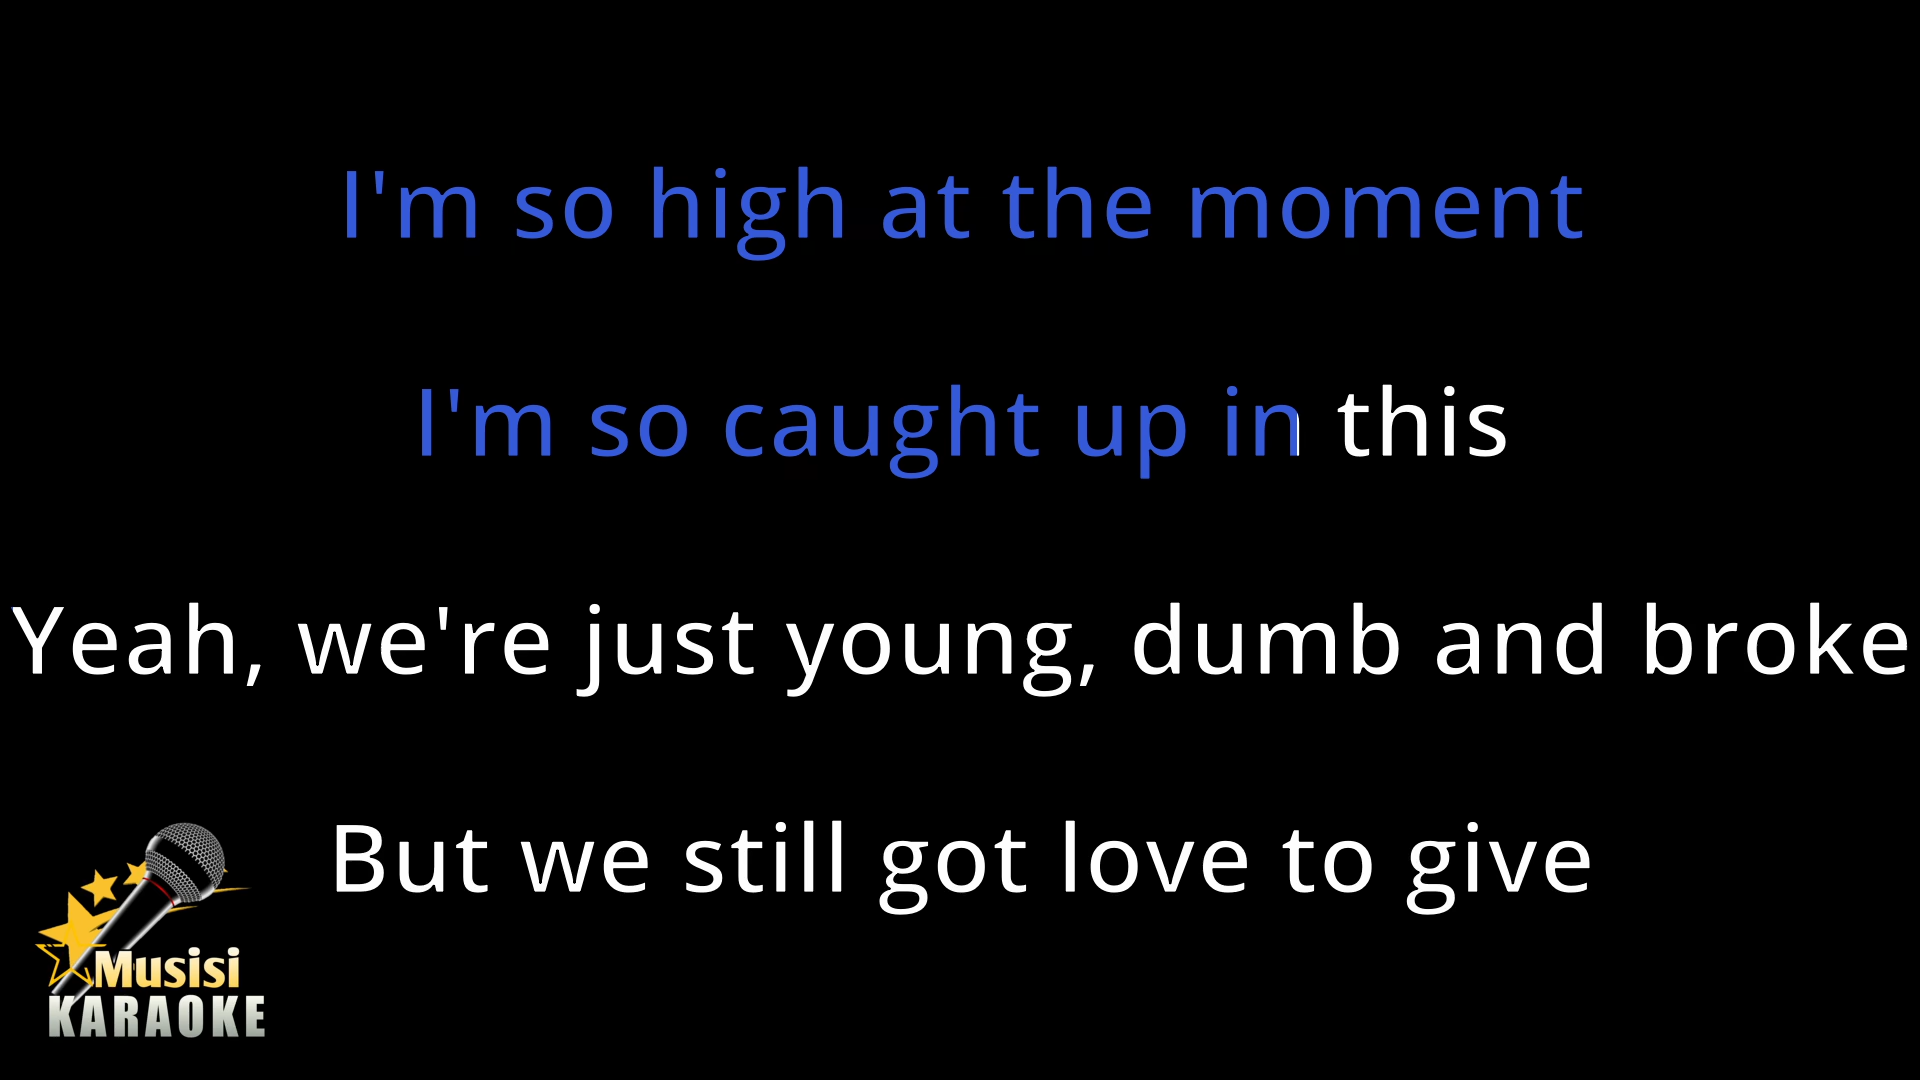 I'm so high at the moment
I'm so caught up in this
Yeah, we're just young, dumb and broke
But we still got love to give
Musisi
KARAOKE